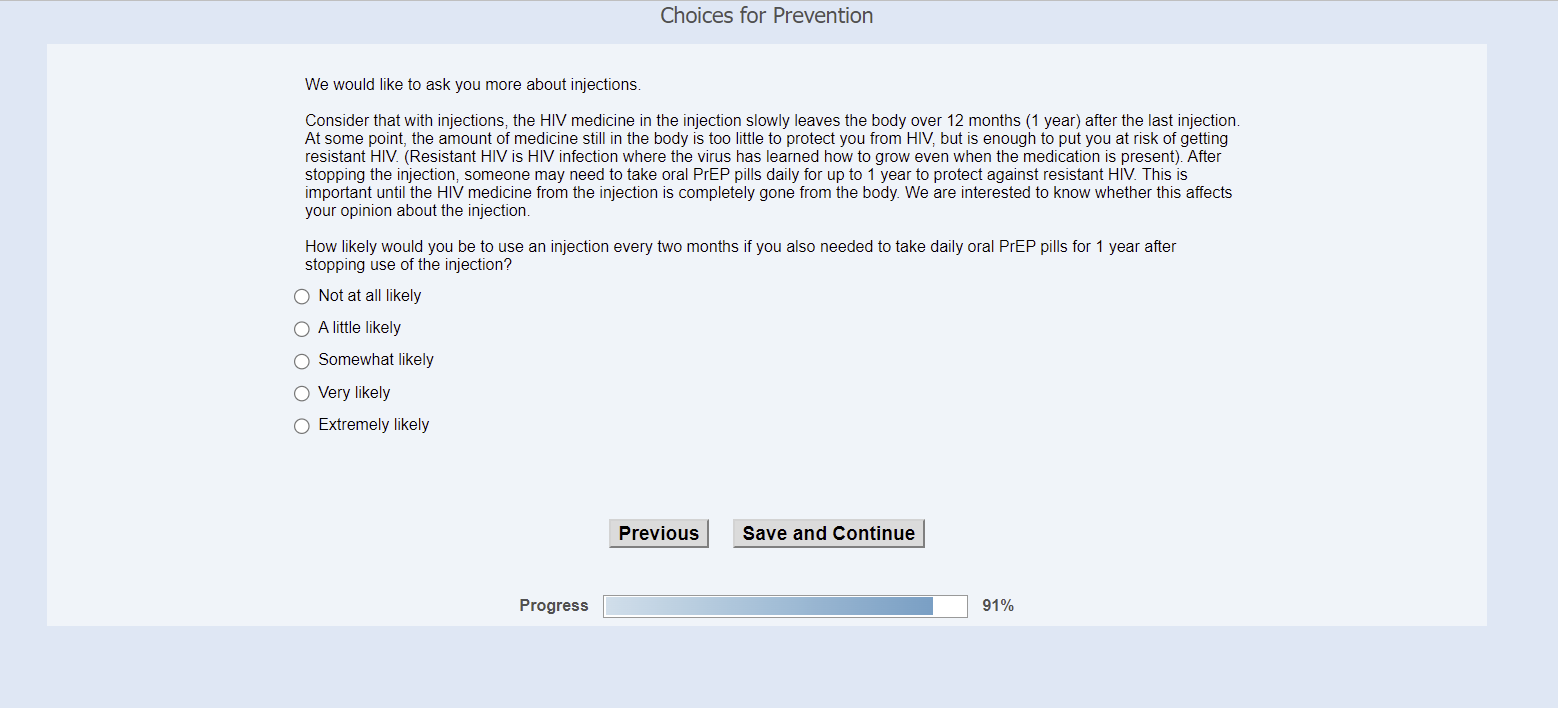 Choices for Prevention
We would like to ask you more about injections.
Consider that with injections, the HIV medicine in the injection slowly leaves the body over 12 months (1 year) after the last injection.
At some point, the amount of medicine still in the body is too little to protect you from HIV, but is enough to put you at risk of getting
resistant HIV. (Resistant HIV is HIV infection where the virus has learned how to grow even when the medication is present). After
stopping the injection, someone may need to take oral PrEP pills daily for up to 1 year to protect against resistant HIV. This is
important until the HIV medicine from the injection is completely gone from the body. We are interested to know whether this affects
your opinion about the injection.
How likely would you be to use an injection every two months if you also needed to take daily oral PrEP pills for 1 year after
stopping use of the injection?
Not at all likely
A little likely
Somewhat likely
Very likely
Extremely likely
Previous Save and Continue
Progress 91%